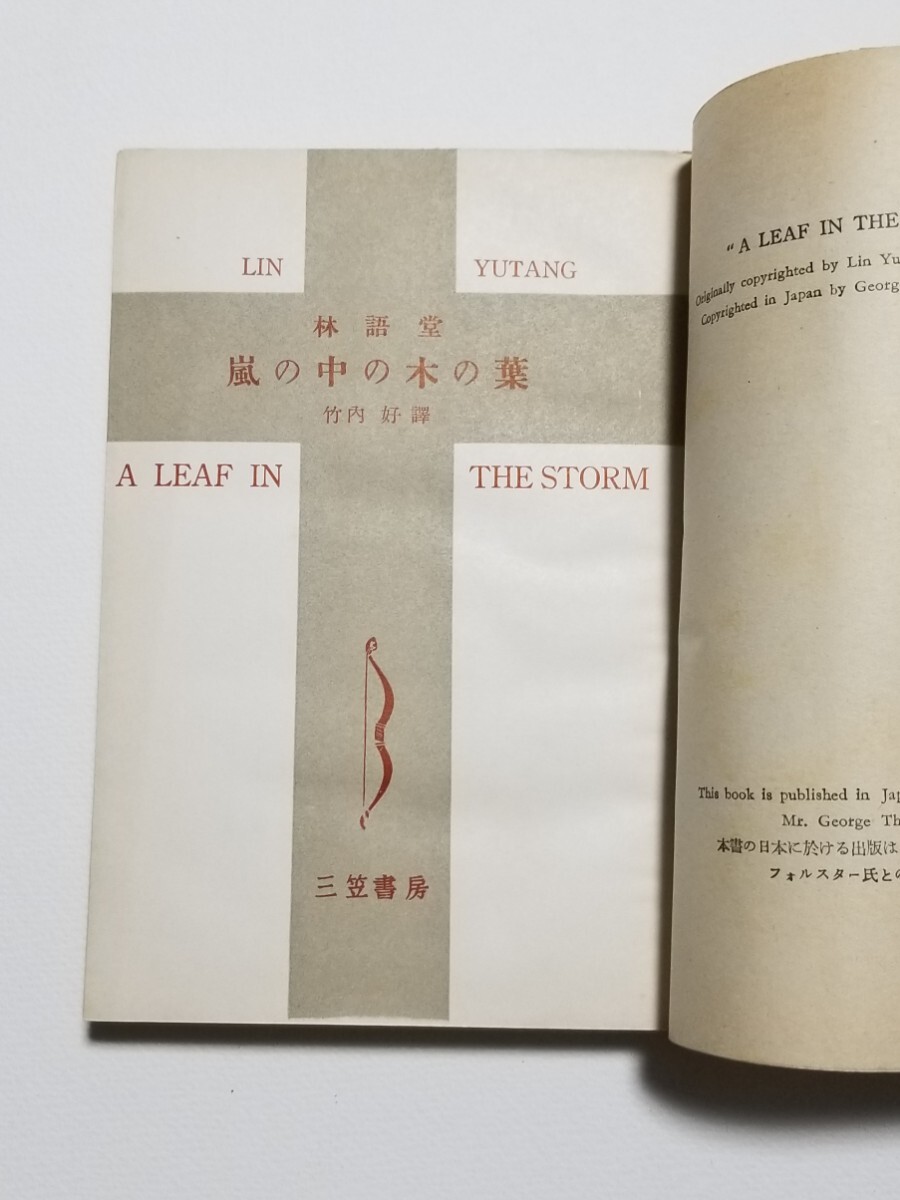 LIN YUTANG
林語堂
嵐の中の木の葉
竹內 好 譯
A LEAF IN THE STORM
三笠書房
"A LEAF IN THE
Originally copyrighted by Lin Yu
Copyrighted in Japan by Georg
This book is published in Jap
Mr. George Th
本書の日本に於ける出版は
フォルスター氏との